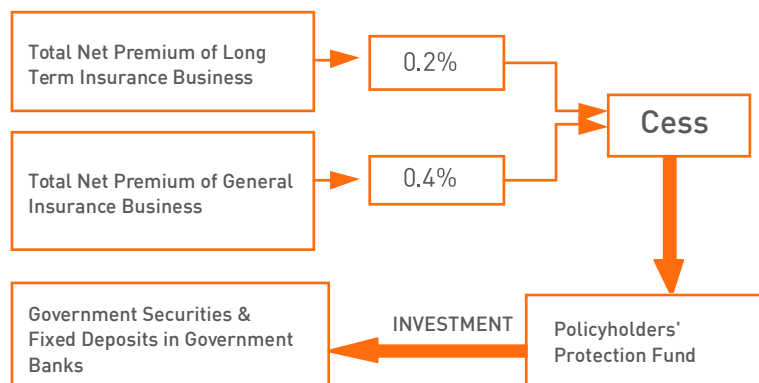 Total Net Premium of Long
Term Insurance Business
0.2%
Cess
Total Net Premium of General
Insurance Business
0.4%
Government Securities &
Fixed Deposits in Government
Banks
INVESTMENT
Policyholders'
Protection Fund